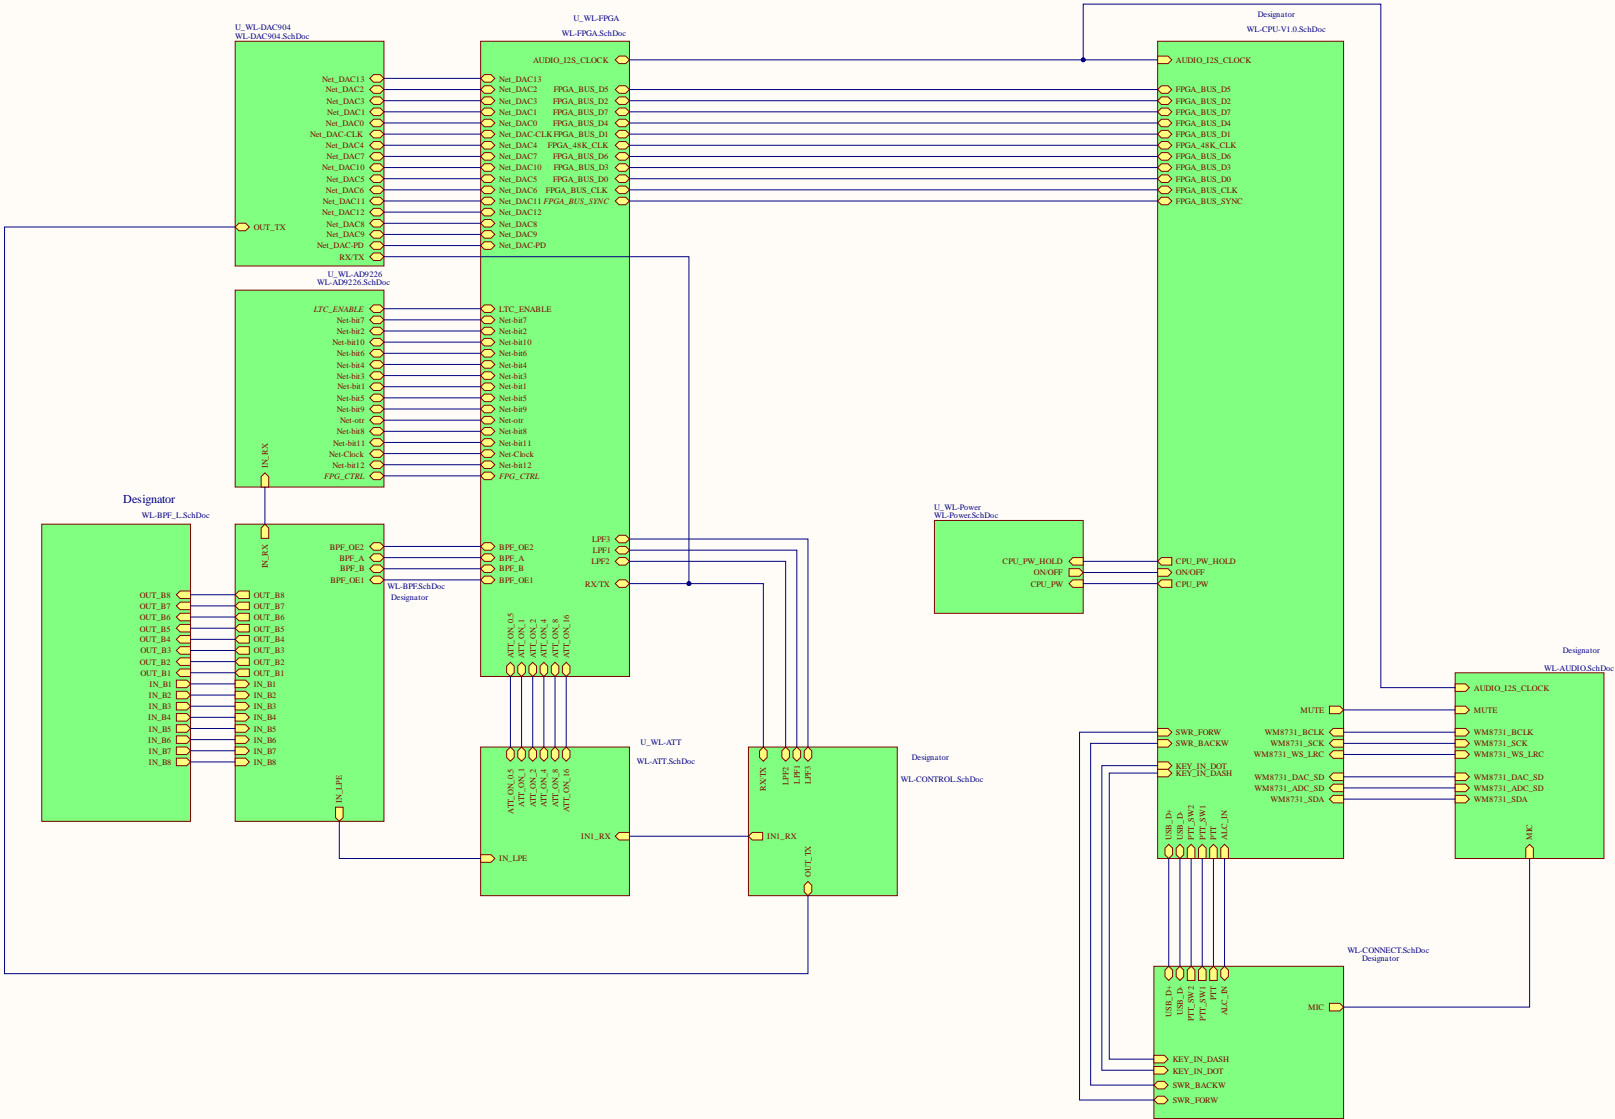 U_WL-DAC904
WL-DAC904.SchDoc
Net_DAC13
Net_DAC2
Net_DAC3
Net_DAC1
Net_DAC0
Net_DAC-CLK
Net_DAC4
Net_DAC7
Net_DAC10
Net_DAC5
Net_DAC6
Net_DAC11
Net_DAC12
Net_DAC8
Net_DAC9
Net_DAC-PD
RX/TX
OUT_TX
U_WL-AD9226
WL-AD9226.SchDoc
LTC_ENABLE
Net-bit7
Net-bit2
Net-bit10
Net-bit6
Net-bit4
Net-bit3
Net-bit1
Net-bit5
Net-bit9
Net-otr
Net-bit8
Net-bit11
Net-Clock
Net-bit12
FPG_CTRL
IN_RX
Designator
WL-BPF_L.SchDoc
OUT_B8
OUT_B7
OUT_B6
OUT_B5
OUT_B4
OUT_B3
OUT_B2
OUT_B1
IN_B1
IN_B2
IN_B3
IN_B4
IN_B5
IN_B6
IN_B7
IN_B8
IN_RX
BPF_OE2
BPF_A
BPF_B
BPF_OE1
WL-BPF.SchDoc
Designator
OUT_B8
OUT_B7
OUT_B6
OUT_B5
OUT_B4
OUT_B3
OUT_B2
OUT_B1
IN_B1
IN_B2
IN_B3
IN_B4
IN_B5
IN_B6
IN_B7
IN_B8
IN_LPE
U_WL-FPGA
WL-FPGA.SchDoc
AUDIO_I2S_CLOCK
Net_DAC13
Net_DAC2 FPGA_BUS_D5
Net_DAC3 FPGA_BUS_D2
Net_DAC1 FPGA_BUS_D7
Net_DAC0 FPGA_BUS_D4
Net_DAC-CLK FPGA_BUS_D1
Net_DAC4 FPGA_48K_CLK
Net_DAC7 FPGA_BUS_D6
Net_DAC10 FPGA_BUS_D3
Net_DAC5 FPGA_BUS_D0
Net_DAC6 FPGA_BUS_CLK
Net_DAC11 FPGA_BUS_SYNC
Net_DAC12
Net_DAC8
Net_DAC9
Net_DAC-PD
LTC_ENABLE
Net-bit7
Net-bit2
Net-bit10
Net-bit6
Net-bit4
Net-bit3
Net-bit1
Net-bit5
Net-bit9
Net-otr
Net-bit8
Net-bit11
Net-Clock
Net-bit12
FPG_CTRL
LPF3
BPF_OE2 LPF1
BPF_A LPF2
BPF_B
BPF_OE1 RX/TX
ATT_ON_0.5
ATT_ON_1
ATT_ON_2
ATT_ON_4
ATT_ON_8
ATT_ON_16
U_WL-ATT
WL-ATT.SchDoc
ATT_ON_0.5
ATT_ON_1
ATT_ON_2
ATT_ON_4
ATT_ON_8
ATT_ON_16
IN1_RX
IN_LPE
Designator
WL-CONTROL.SchDoc
RX/TX
LPF2
LPF1
LPF3
IN1_RX
OUT_TX
U_WL-Power
WL-Power.SchDoc
CPU_PW_HOLD
ON/OFF
CPU_PW
Designator
WL-CPU-V1.0.SchDoc
AUDIO_I2S_CLOCK
FPGA_BUS_D5
FPGA_BUS_D2
FPGA_BUS_D7
FPGA_BUS_D4
FPGA_BUS_D1
FPGA_48K_CLK
FPGA_BUS_D6
FPGA_BUS_D3
FPGA_BUS_D0
FPGA_BUS_CLK
FPGA_BUS_SYNC
CPU_PW_HOLD
ON/OFF
CPU_PW
MUTE
SWR_FORW WM8731_BCLK
SWR_BACKW WM8731_SCK
WM8731_WS_LRC
KEY_IN_DOT
KEY_IN_DASH
WM8731_DAC_SD
WM8731_ADC_SD
WM8731_SDA
USB_D+
USB_D-
PTT_SW2
PTT_SW1
PTT
ALC_IN
Designator
WL-AUDIO.SchDoc
AUDIO_I2S_CLOCK
MUTE
WM8731_BCLK
WM8731_SCK
WM8731_WS_LRC
WM8731_DAC_SD
WM8731_ADC_SD
WM8731_SDA
MIC
WL-CONNECT.SchDoc
Designator
USB_D+
USB_D-
PTT_SW2
PTT_SW1
PTT
ALC_IN
MIC
KEY_IN_DASH
KEY_IN_DOT
SWR_BACKW
SWR_FORW